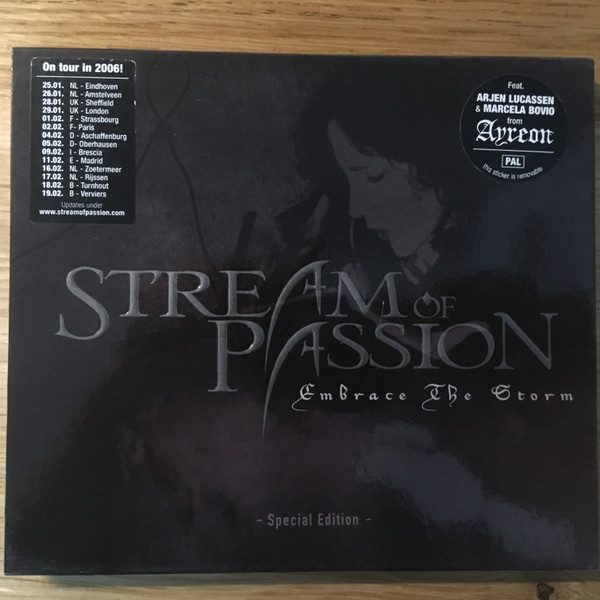 On tour in 2006!
25.01. NL - Eindhoven
26.01. NL - Amstelveen
28.01. UK - Sheffield
29.01. UK - London
01.02. F - Strassbourg
02.02. F- Paris
04.02. D - Aschaffenburg
05.02. D- Oberhausen
09.02. I - Brescia
11.02. E - Madrid
16.02. NL - Zoetermeer
17.02. NL - Rijssen
18.02. B - Turnhout
19.02. B - Verviers
Updates under
www.streamofpassion.com
Feat.
ARJEN LUCASSEN
& MARCELA BOVIO
from
Ayreon
PAL
this sticker is removable
STREAM OF
PASSION
Embrace The Storm
- Special Edition -